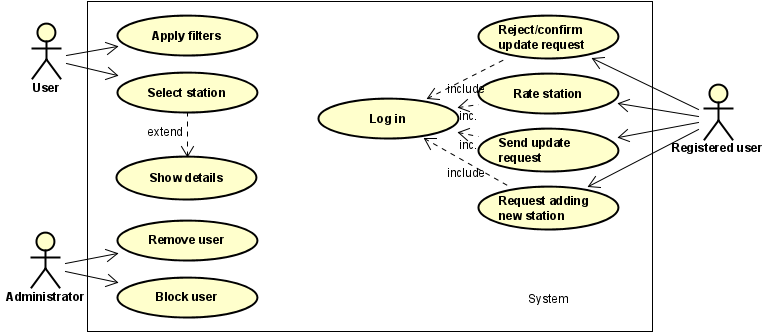 Apply filters
User
Select station
extend
Show details
Remove user
Administrator
Block user
Log in
Reject/confirm
update request
include
Rate station
inc.
Send update
request
inc.
Registered user
include
Request adding
new station
System